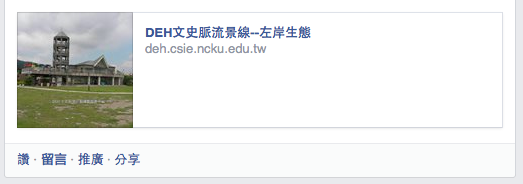 DEH文史脈流景線--左岸生態
deh.csie.ncku.edu.tw
讚 · 留言 · 推廣 · 分享